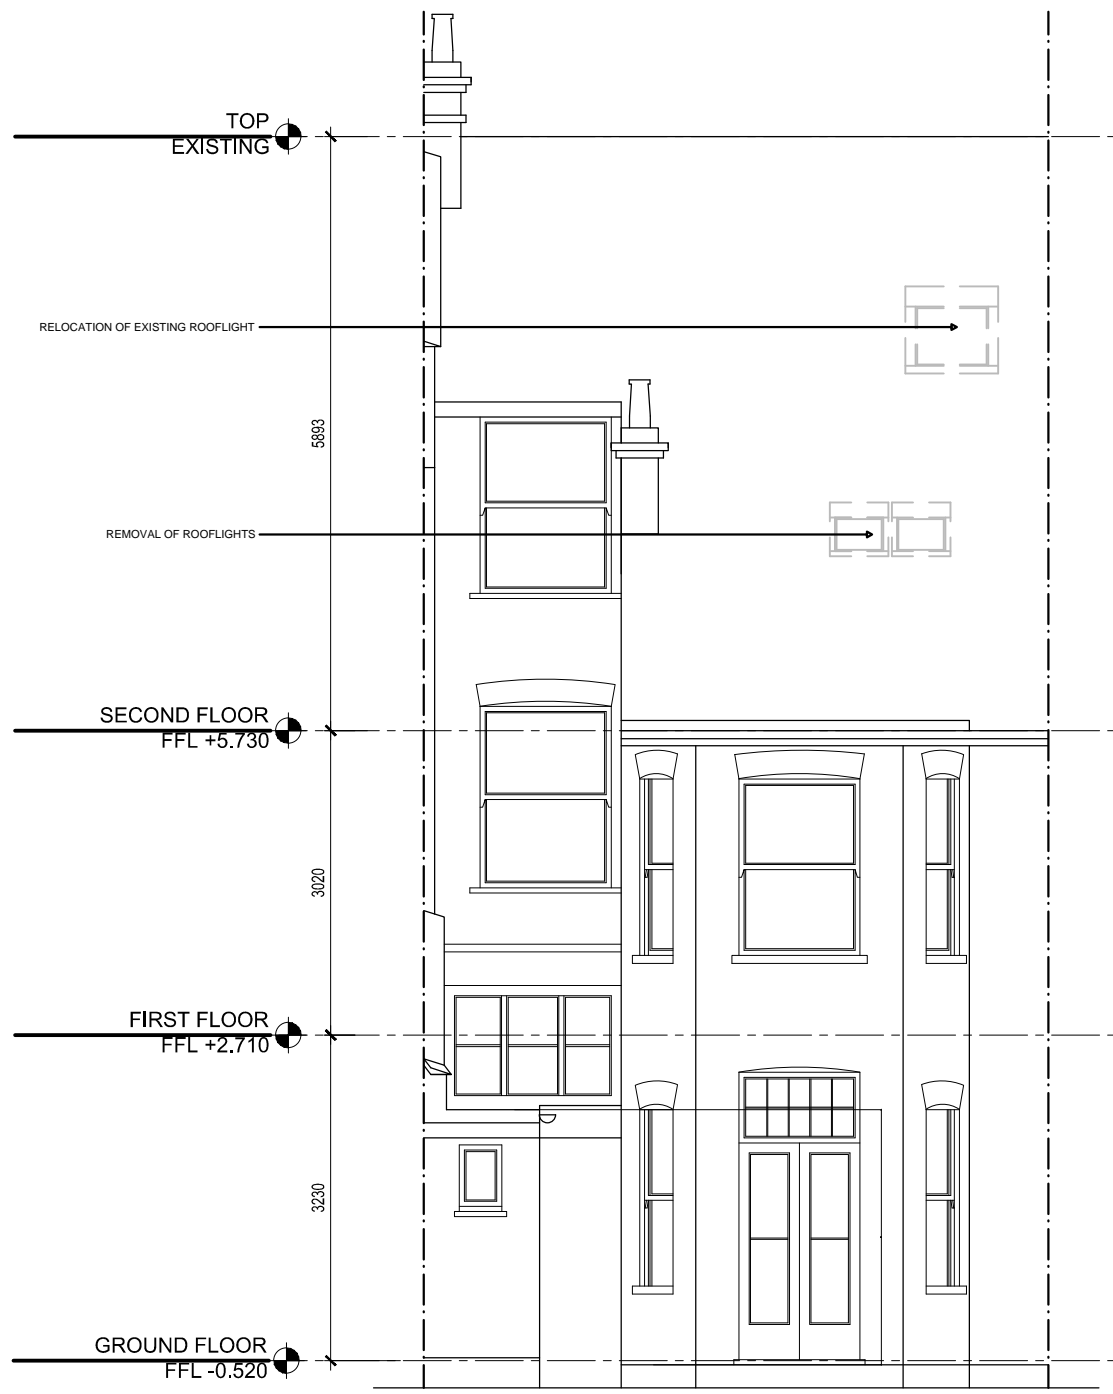 TOP
EXISTING
RELOCATION OF EXISTING ROOFLIGHT
5893
REMOVAL OF ROOFLIGHTS
SECOND FLOOR
FFL +5.730
3020
FIRST FLOOR
FFL +2.710
3230
GROUND FLOOR
FFL -0.520